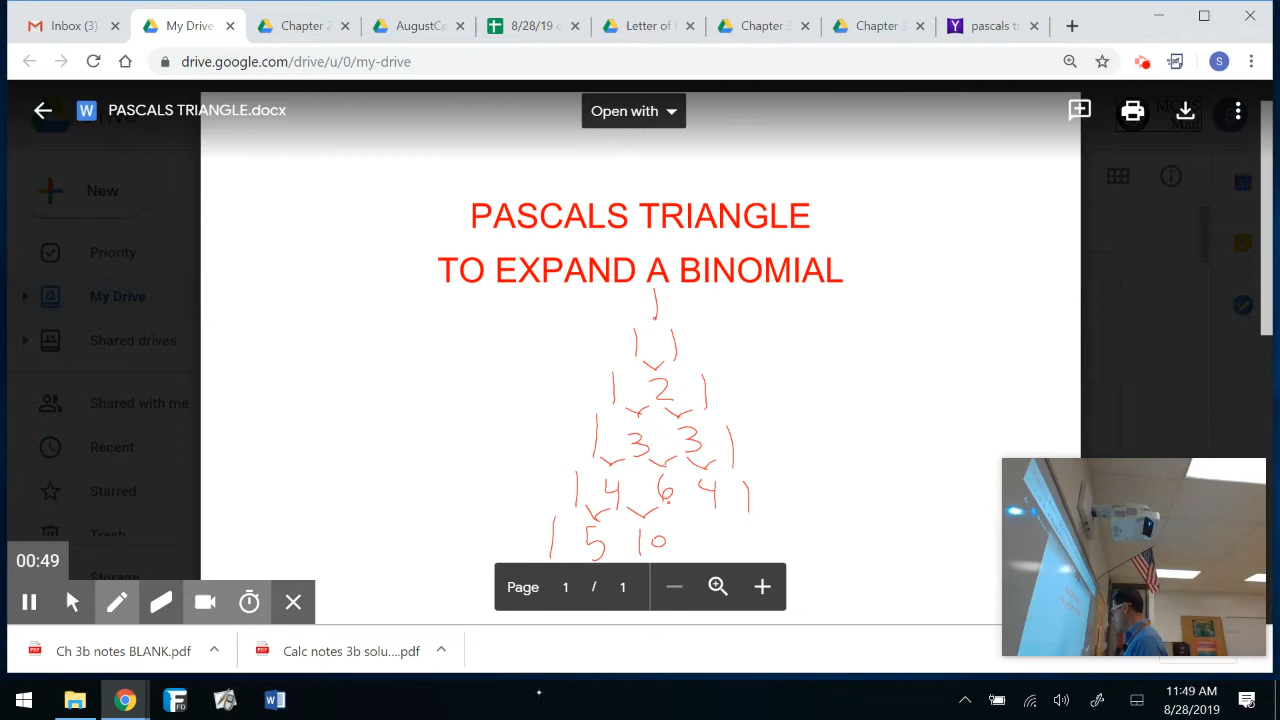 Inbox (3)
My Drive
Chapter 2
AugustCe
8/28/19 c
Letter of
Chapter
Chapter 3
pascals tr
drive.google.com/drive/u/0/my-drive
S
W PASCALS TRIANGLE.docx
Open with
New
Priority
My Drive
Shared drives
Shared with me
Recent
Starred
Trash
Storage
PASCALS TRIANGLE
TO EXPAND A BINOMIAL
1
1 1
1 2 1
1 3 3 1
1 4 6 4 1
1 5 10
00:49
Page 1 / 1
Ch 3b notes BLANK.pdf
Calc notes 3b solu....pdf
11:49 AM
8/28/2019